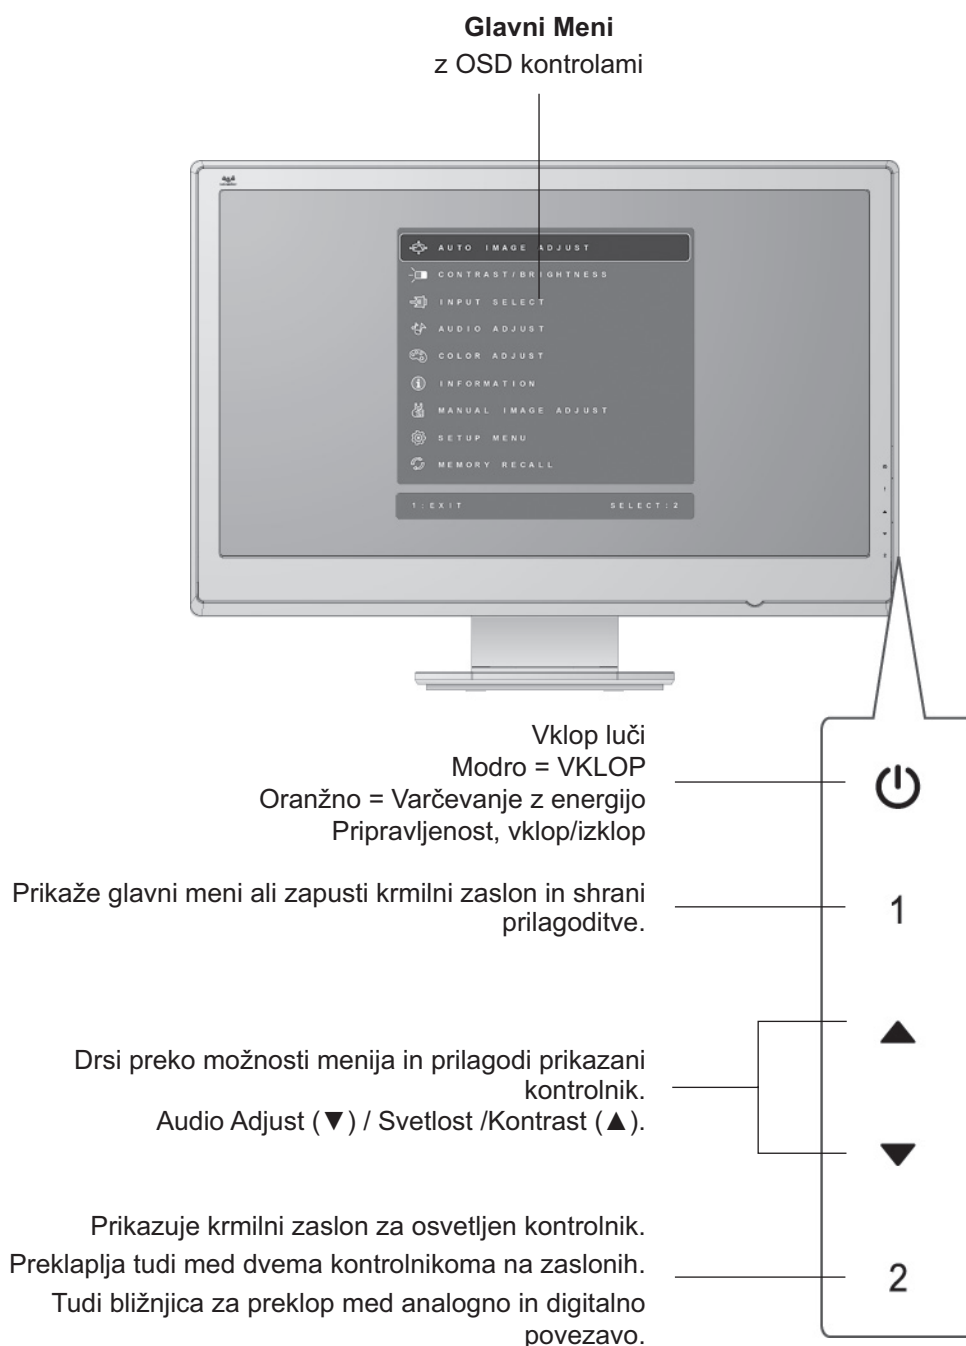 Glavni Meni
z OSD kontrolami
AUTO IMAGE ADJUST
CONTRAST/BRIGHTNESS
INPUT SELECT
AUDIO ADJUST
COLOR ADJUST
INFORMATION
MANUAL IMAGE ADJUST
SETUP MENU
MEMORY RECALL
1:EXIT SELECT:2
Vklop luči
Modro = VKLOP
Oranžno = Varčevanje z energijo
Pripravljenost, vklop/izklop
Prikaže glavni meni ali zapusti krmilni zaslon in shrani
prilagoditve.
1
Drsi preko možnosti menija in prilagodi prikazani
kontrolnik.
Audio Adjust (▼) / Svetlost /Kontrast (▲).
Prikazuje krmilni zaslon za osvetljen kontrolnik.
Preklaplja tudi med dvema kontrolnikoma na zaslonih.
Tudi bližnjica za preklop med analogno in digitalno
povezavo.
2